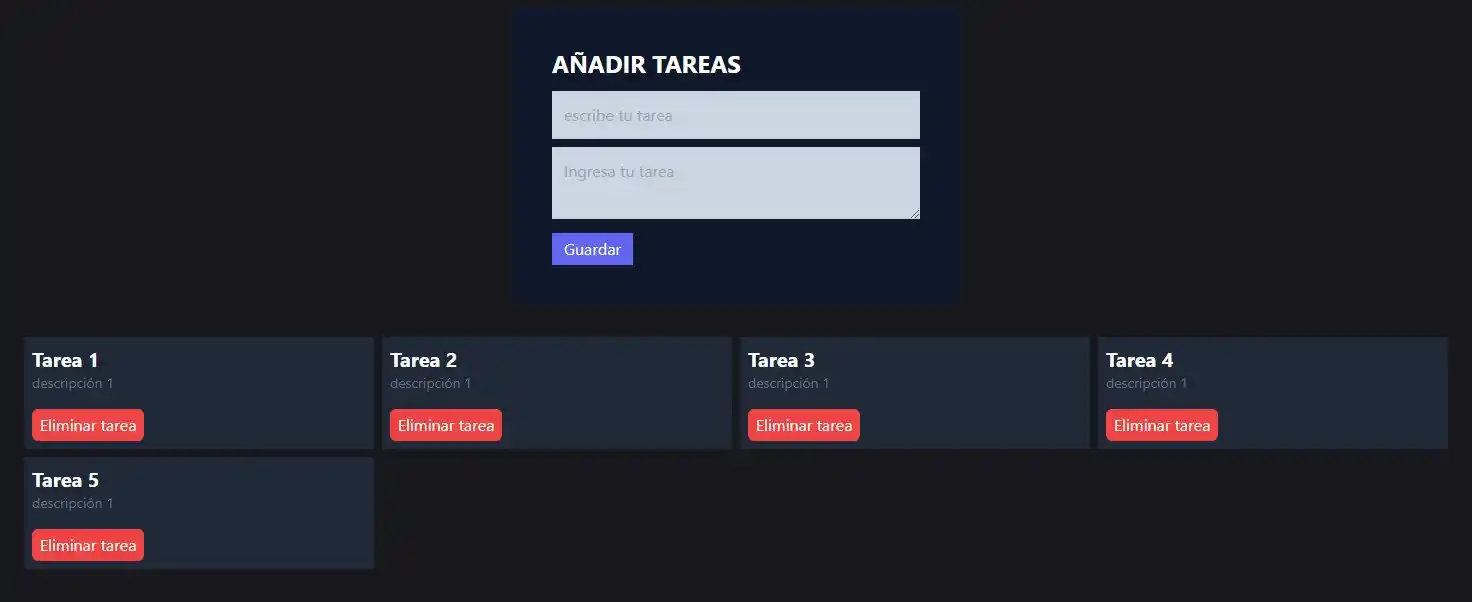 AÑADIR TAREAS
escribe tu tarea
Ingresa tu tarea
Guardar
Tarea 1
descripción 1
Eliminar tarea
Tarea 2
descripción 1
Eliminar tarea
Tarea 3
descripción 1
Eliminar tarea
Tarea 4
descripción 1
Eliminar tarea
Tarea 5
descripción 1
Eliminar tarea